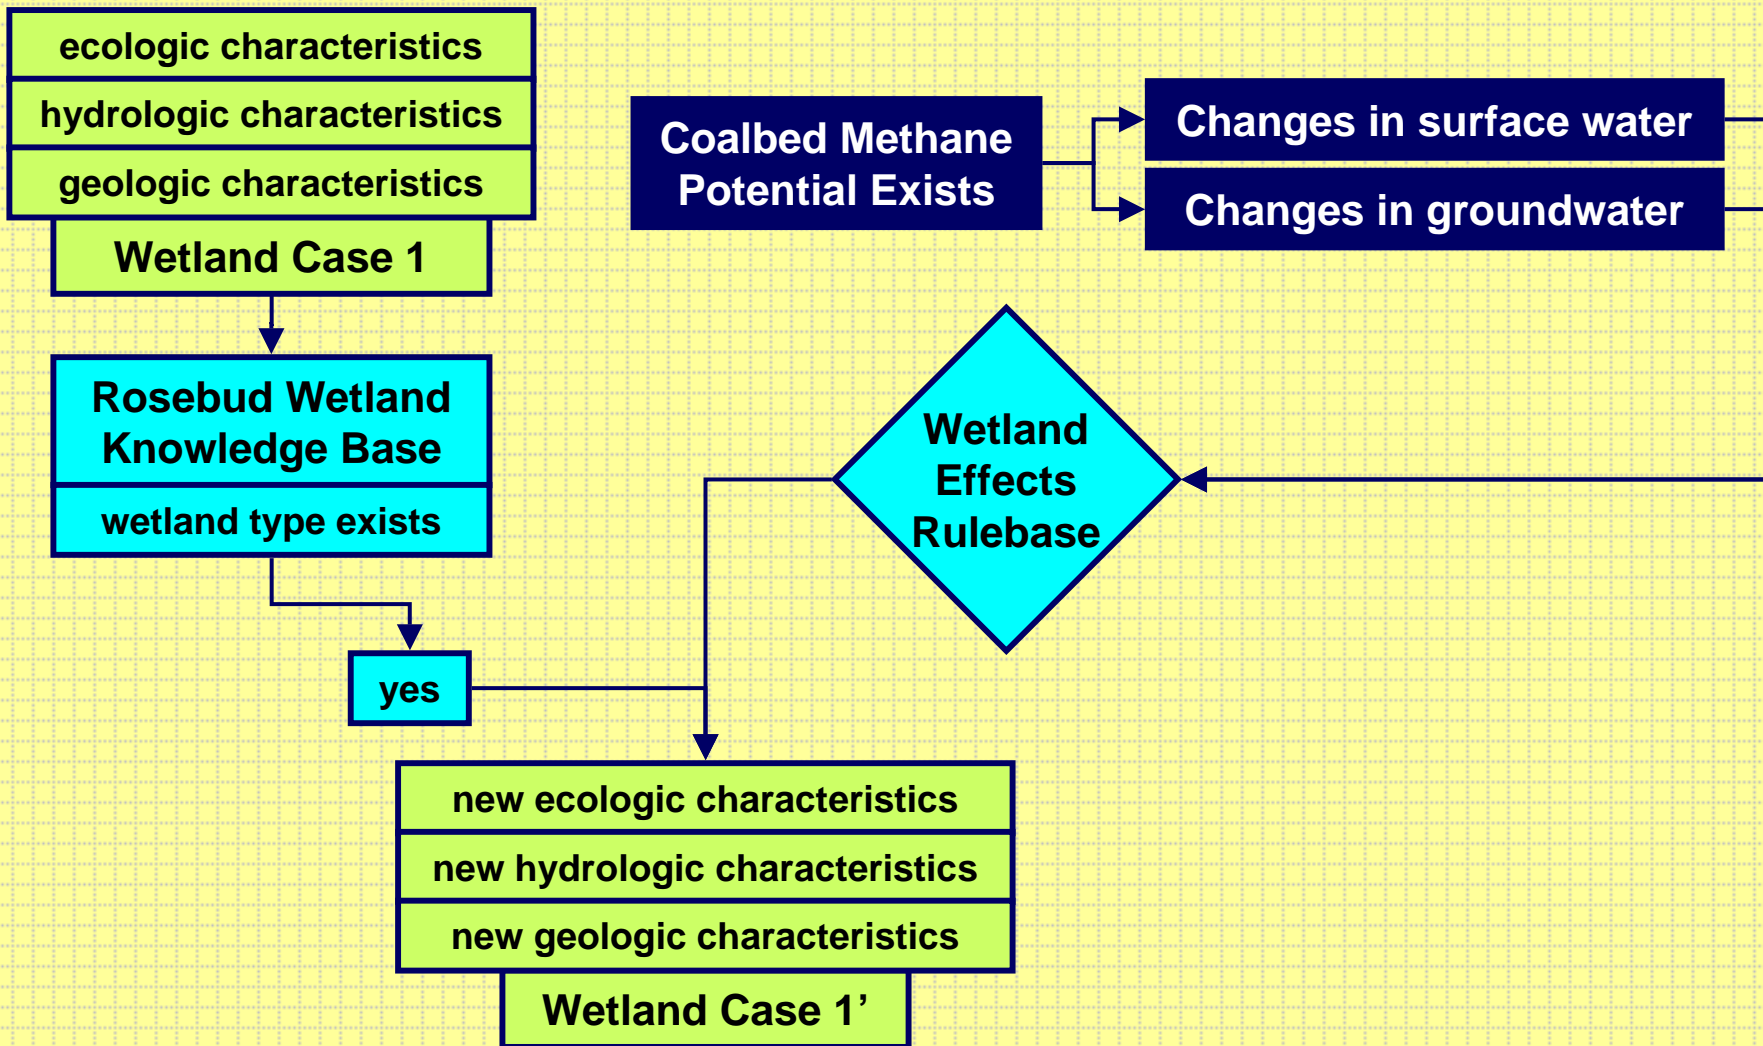 ecologic characteristics
hydrologic characteristics
geologic characteristics
Wetland Case 1
Coalbed Methane
Potential Exists
Changes in surface water
Changes in groundwater
Rosebud Wetland
Knowledge Base
wetland type exists
Wetland
Effects
Rulebase
yes
new ecologic characteristics
new hydrologic characteristics
new geologic characteristics
Wetland Case 1’